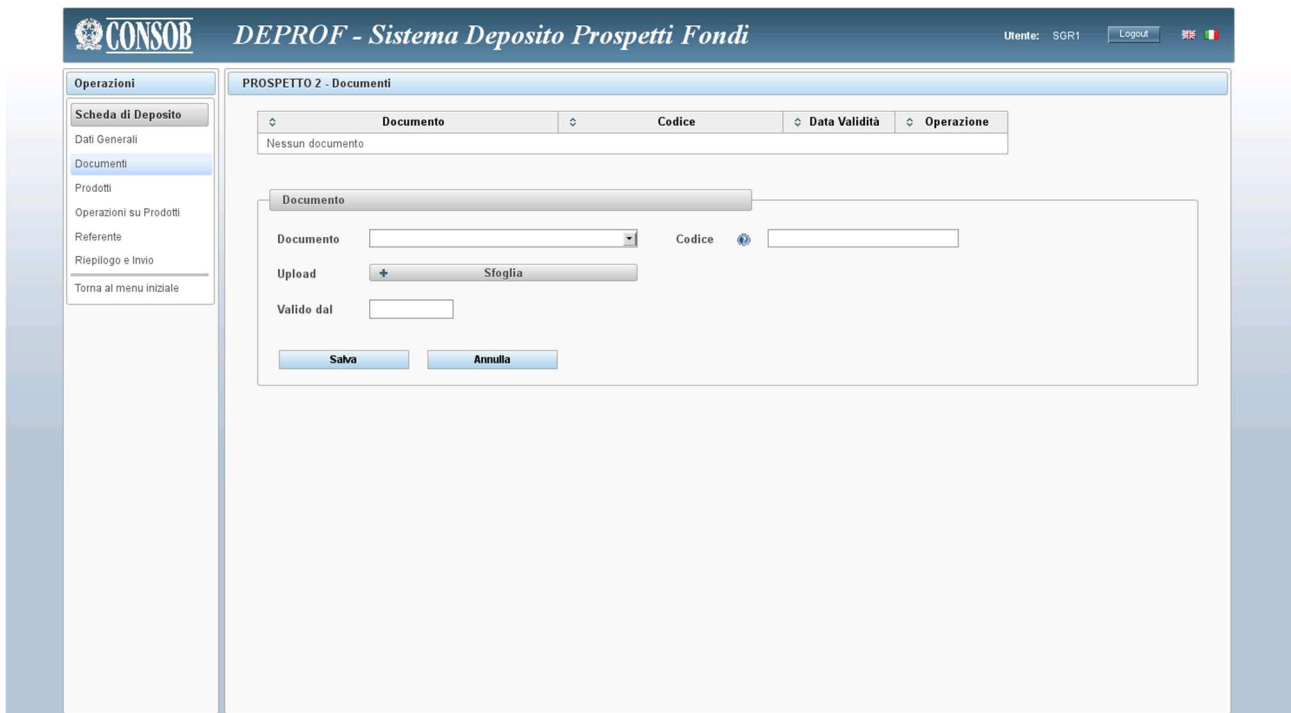 CONSOB
DEPROF - Sistema Deposito Prospetti Fondi
Utente: SGR1
Logout
Operazioni
Scheda di Deposito
Dati Generali
Documenti
Prodotti
Operazioni su Prodotti
Referente
Riepilogo e Invio
Torna al menu iniziale
PROSPETTO 2 - Documenti
Documento Codice Data Validità Operazione
Nessun documento
Documento
Documento Codice
Upload Sfoglia
Valido dal
Salva Annulla